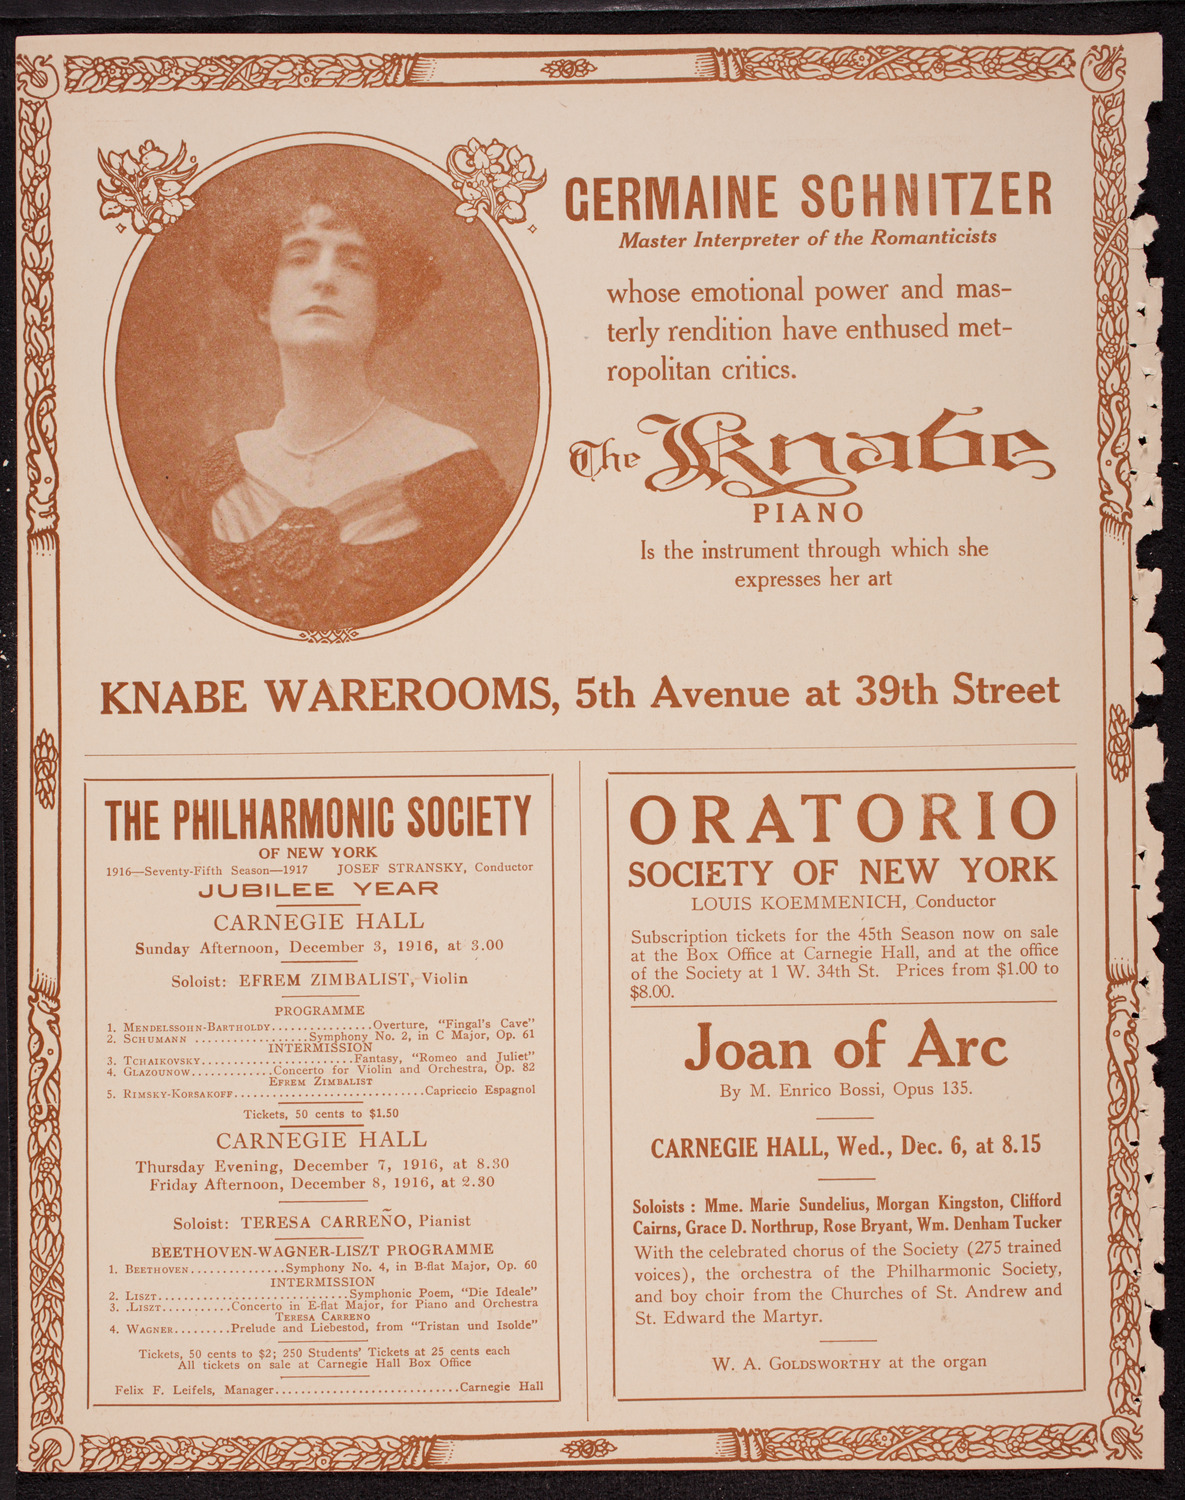 GERMAINE SCHNITZER
Master Interpreter of the Romanticists
whose emotional power and mas-
terly rendition have enthused met-
ropolitan critics.
The Knabe
PIANO
Is the instrument through which she
expresses her art
KNABE WAREROOMS, 5th Avenue at 39th Street
THE PHILHARMONIC SOCIETY
OF NEW YORK
1916—Seventy-Fifth Season—1917 JOSEF STRANSKY, Conductor
JUBILEE YEAR
CARNEGIE HALL
Sunday Afternoon, December 3, 1916, at 3.00
Soloist: EFREM ZIMBALIST, Violin
PROGRAMME
1. MENDELSSOHN-BARTHOLDY...............Overture, "Fingal's Cave"
2. SCHUMANN .................Symphony No. 2, in C Major, Op. 61
INTERMISSION
3. TCHAIKOVSKY......................Fantasy, "Romeo and Juliet"
4. GLAZOUNOW............Concerto for Violin and Orchestra, Op. 82
EFREM ZIMBALIST
5. RIMSKY-KORSAKOFF...........................Capriccio Espagnol
Tickets, 50 cents to $1.50
CARNEGIE HALL
Thursday Evening, December 7, 1916, at 8.30
Friday Afternoon, December 8, 1916, at 2.30
Soloist: TERESA CARREÑO, Pianist
BEETHOVEN-WAGNER-LISZT PROGRAMME
1. BEETHOVEN..............Symphony No. 4, in B-flat Major, Op. 60
INTERMISSION
2. LISZT...........................Symphonic Poem, "Die Ideale"
3. .LISZT..........Concerto in E-flat Major, for Piano and Orchestra
TERESA CARRENO
4. WAGNER.........Prelude and Liebestod, from "Tristan und Isolde"
Tickets, 50 cents to $2; 250 Students' Tickets at 25 cents each
All tickets on sale at Carnegie Hall Box Office
Felix F. Leifels, Manager...........................Carnegie Hall
ORATORIO
SOCIETY OF NEW YORK
LOUIS KOEMMENICH, Conductor
Subscription tickets for the 45th Season now on sale
at the Box Office at Carnegie Hall, and at the office
of the Society at 1 W. 34th St. Prices from $1.00 to
$8.00.
Joan of Arc
By M. Enrico Bossi, Opus 135.
CARNEGIE HALL, Wed., Dec. 6, at 8.15
Soloists : Mme. Marie Sundelius, Morgan Kingston, Clifford
Cairns, Grace D. Northrup, Rose Bryant, Wm. Denham Tucker
With the celebrated chorus of the Society (275 trained
voices), the orchestra of the Philharmonic Society,
and boy choir from the Churches of St. Andrew and
St. Edward the Martyr.
W. A. GOLDSWORTHY at the organ